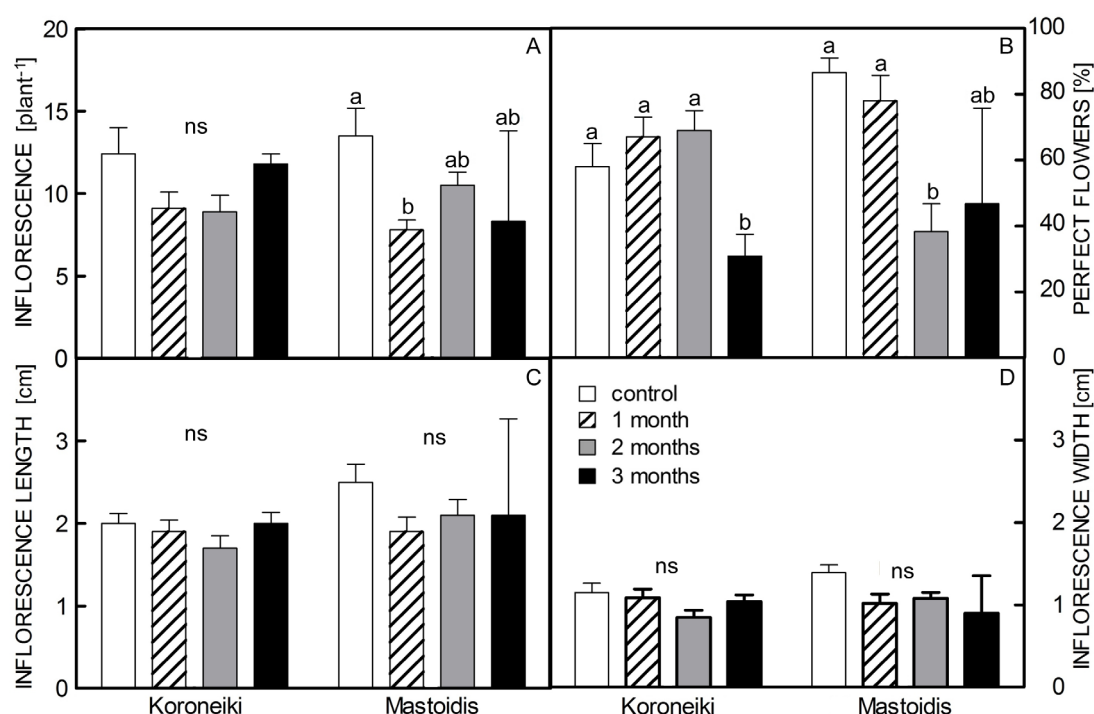 20
15
10
5
0
INFLORESCENCE [plant⁻¹]
A
ns
a
b
ab
ab
B
a
a
a
b
a
a
b
ab
100
80
60
40
20
0
PERFECT FLOWERS [%]
3
2
1
0
INFLORESCENCE LENGTH [cm]
C
ns
ns
D
control
1 month
2 months
3 months
ns
ns
3
2
1
0
INFLORESCENCE WIDTH [cm]
Koroneiki Mastoidis Koroneiki Mastoidis